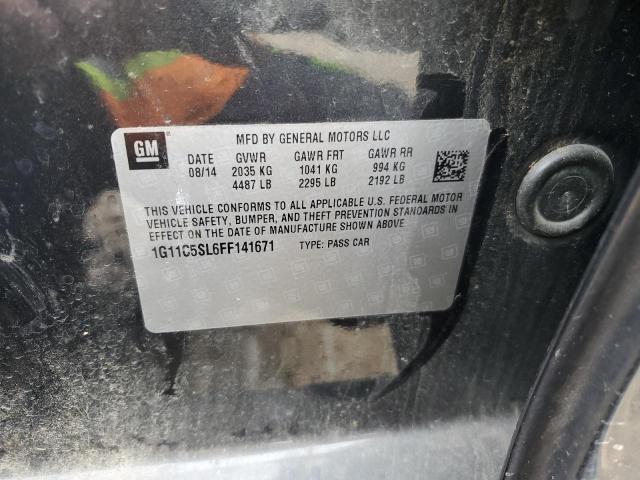 GM
MFD BY GENERAL MOTORS LLC
DATE GVWR GAWR FRT GAWR RR
08/14 2035 KG 1041 KG 994 KG
4487 LB 2295 LB 2192 LB
THIS VEHICLE CONFORMS TO ALL APPLICABLE U.S. FEDERAL MOTOR
VEHICLE SAFETY, BUMPER, AND THEFT PREVENTION STANDARDS IN
EFFECT ON THE DATE OF MANUFACTURE SHOWN ABOVE.
1G11C5SL6FF141671 TYPE: PASS CAR